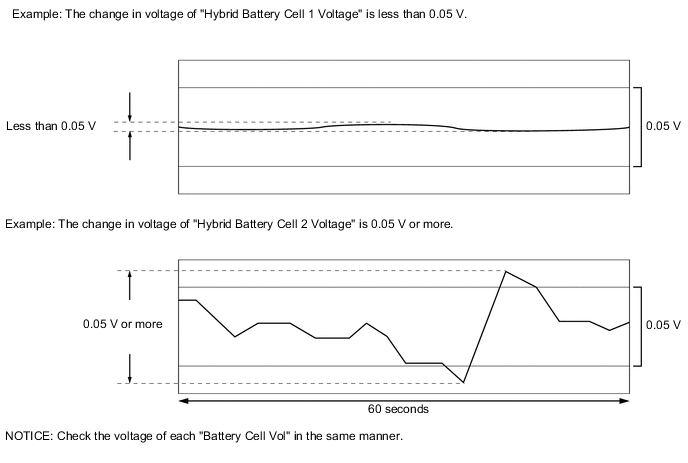 Example: The change in voltage of "Hybrid Battery Cell 1 Voltage" is less than 0.05 V.
Less than 0.05 V
0.05 V
Example: The change in voltage of "Hybrid Battery Cell 2 Voltage" is 0.05 V or more.
0.05 V or more
0.05 V
60 seconds
NOTICE: Check the voltage of each "Battery Cell Vol" in the same manner.